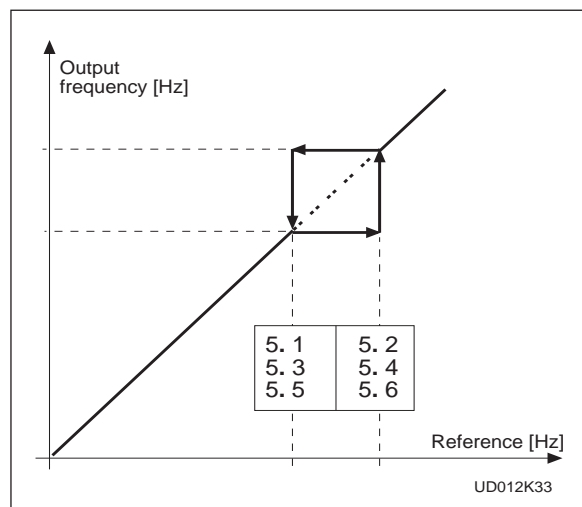 Output
frequency [Hz]
5. 1 5. 2
5. 3 5. 4
5. 5 5. 6
Reference [Hz]
UD012K33